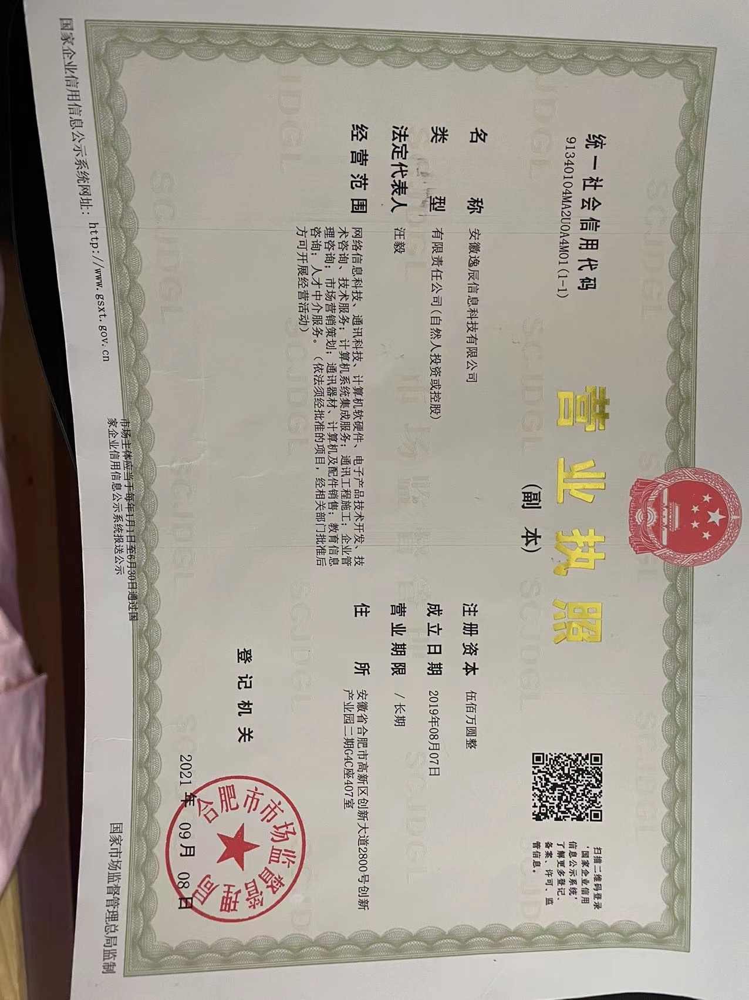 统一社会信用代码
91340104MA2U0A4M01(1-1)
营业执照
(副本)
扫描二维码登录
‘国家企业信用
信息公示系统’
了解更多登记、
备案、许可、监
管信息。
名称 安徽逸辰信息科技有限公司
类型 有限责任公司(自然人投资或控股)
法定代表人 汪毅
经营范围 网络信息科技、通讯科技、计算机软硬件、电子产品技术开发、技
术咨询、技术服务；计算机系统集成服务；通讯工程施工；企业管
理咨询；市场营销策划；通讯器材、计算机及配件销售；教育信息
咨询；人才中介服务。（依法须经批准的项目，经相关部门批准后
方可开展经营活动）
注册资本 伍佰万圆整
成立日期 2019年08月07日
营业期限 /长期
住所 安徽省合肥市高新区创新大道2800号创新
产业园二期G4C座407室
登记机关
合肥市市场监督管理局
2021年09月08日
国家企业信用信息公示系统网址：http://www.gsxt.gov.cn
市场主体应当于每年1月1日至6月30日通过国
家企业信用信息公示系统报送公示
国家市场监督管理总局监制